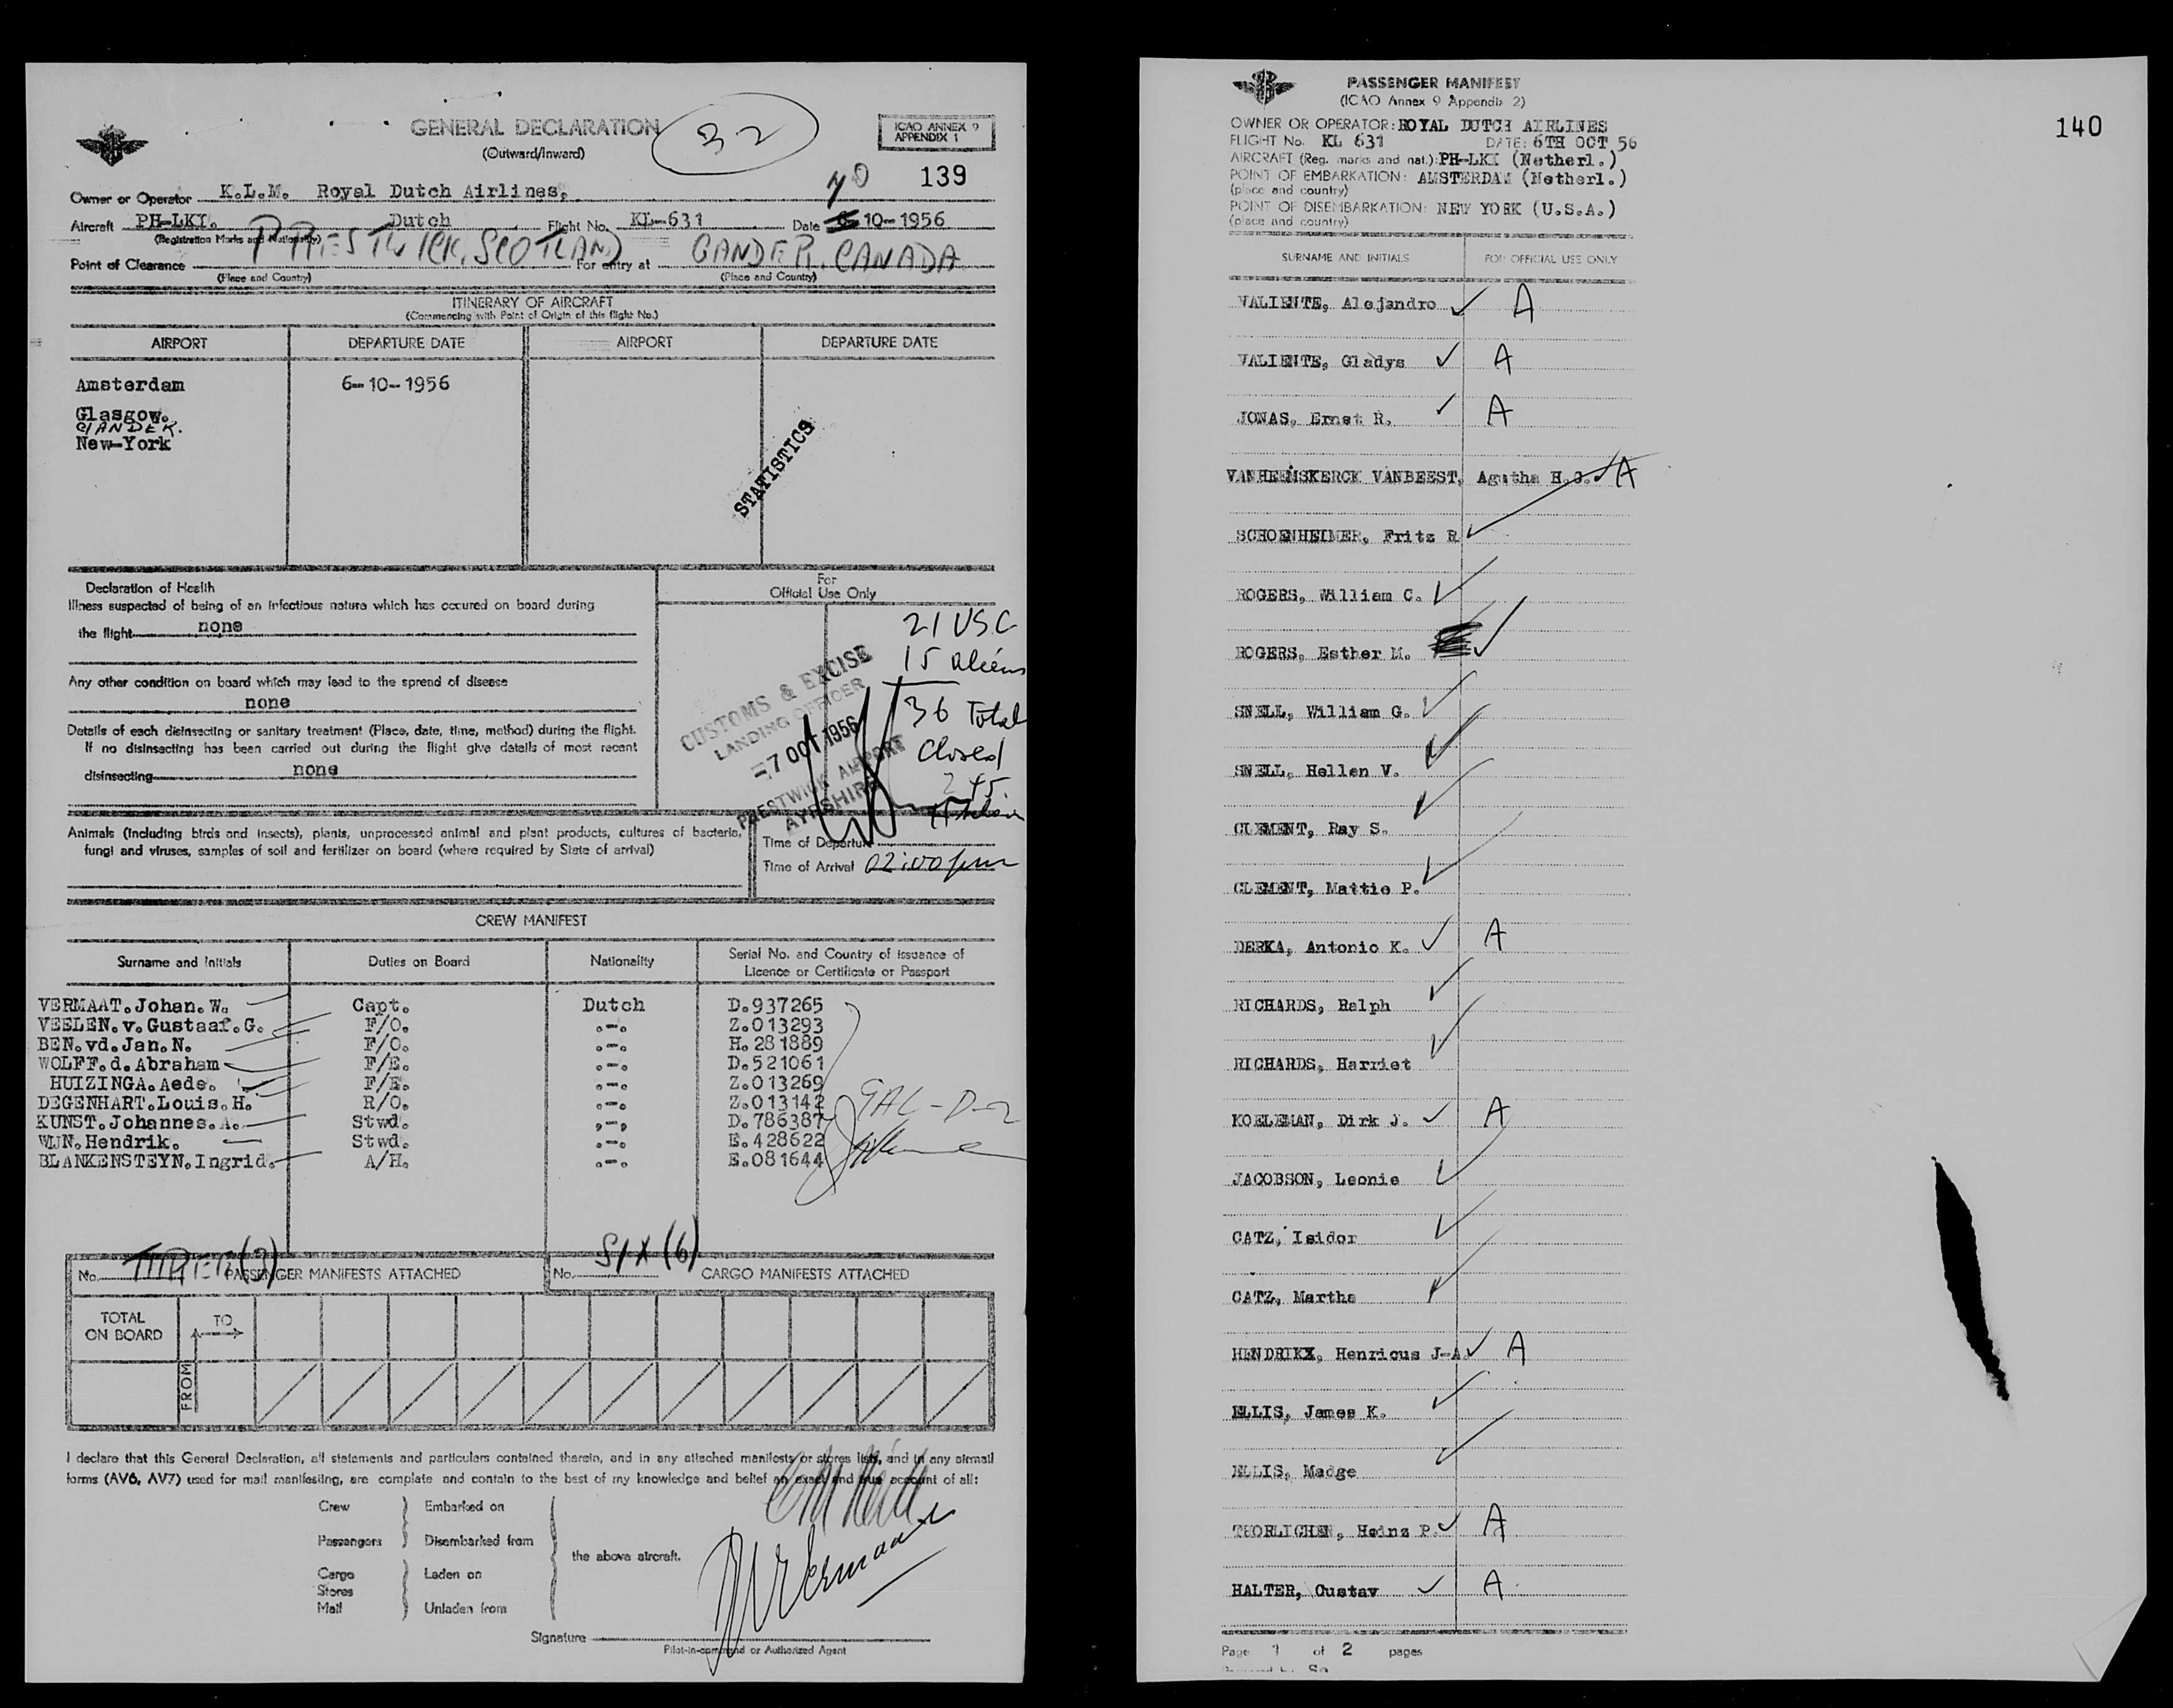 GENERAL DECLARATION
(Outward/Inward)
32
ICAO ANNEX 9
APPENDIX 1
139
Owner or Operator K.L.M. Royal Dutch Airlines,
Aircraft PH-LKI. Dutch Flight No. KL-631 Date 10-1956
(Registration Marks and Nationality)
Point of Clearance PRESTWICK, SCOTLAND For entry at GANDER, CANADA
(Place and Country) (Place and Country)
ITINERARY OF AIRCRAFT
(Commencing with Point of Origin of this flight No.)
AIRPORT DEPARTURE DATE AIRPORT DEPARTURE DATE
Amsterdam 6-10-1956
Glasgow.
GANDER.
New-York
STATISTICS
Declaration of Health
Illness suspected of being of an infectious nature which has occured on board during
the flight none
Any other condition on board which may lead to the spread of disease
none
Details of each disinsecting or sanitary treatment (Place, date, time, method) during the flight.
If no disinsecting has been carried out during the flight give details of most recent
disinsecting none
For
Official Use Only
21 USC
15 aliens
36 Total
Closed
245.
CUSTOMS & EXCISE
LANDING OFFICER
-7 OCT 1956
PRESTWICK AIRPORT
AYRSHIRE
Animals (including birds and insects), plants, unprocessed animal and plant products, cultures of bacteria,
fungi and viruses, samples of soil and fertilizer on board (where required by State of arrival)
Time of Departure
Time of Arrival 02:00 pm
CREW MANIFEST
Surname and Initials Duties on Board Nationality Serial No. and Country of Issuance of
Licence or Certificate or Passport
VERMAAT.Johan.W. Capt. Dutch D.937265
VEELEN.v.Gustaaf.G. F/O. .-. Z.013293
BEN.vd.Jan.N. F/O. .-. H.281889
WOLFF.d.Abraham F/E. .-. D.521061
HUIZINGA.Aede. F/E. .-. Z.013269
DEGENHART.Louis.H. R/O. .-. Z.013142
KUNST.Johannes.A. Stwd. .-. D.786387
WIJN.Hendrik. Stwd. .-. E.428622
BLANKENSTEYN.Ingrid. A/H. .-. E.081644
GAL-D-2
No. THREE (3) PASSENGER MANIFESTS ATTACHED No. SIX (6) CARGO MANIFESTS ATTACHED
TOTAL
ON BOARD
TO
FROM
I declare that this General Declaration, all statements and particulars contained therein, and in any attached manifests or stores lists, and in any airmail
forms (AV6, AV7) used for mail manifesting, are complete and contain to the best of my knowledge and belief an exact and true account of all:
Crew Embarked on
Passengers Disembarked from
the above aircraft.
Cargo Laden on
Stores
Mail Unladen from
Signature JWVermaat
Pilot-in-command or Authorized Agent
PASSENGER MANIFEST
(ICAO Annex 9 Appendix 2)
140
OWNER OR OPERATOR: ROYAL DUTCH AIRLINES
FLIGHT No. KL 631 DATE: 6TH OCT 56
AIRCRAFT (Reg. marks and nat.): PH-LKI (Netherl.)
POINT OF EMBARKATION: AMSTERDAM (Netherl.)
(place and country)
POINT OF DISEMBARKATION: NEW YORK (U.S.A.)
(place and country)
SURNAME AND INITIALS FOR OFFICIAL USE ONLY
VALIENTE, Alejandro ✓ A
VALIENTE, Gladys ✓ A
JONAS, Ernst R. ✓ A
VANHEEMSKERCK VANBEEST, Agatha H.J. ✓ A
SCHOENHEIMER, Fritz R ✓
ROGERS, William C. ✓
ROGERS, Esther M. ✓
SNELL, William G. ✓
SNELL, Hellen V. ✓
CLEMENT, Ray S. ✓
CLEMENT, Mattie P. ✓
DERKA, Antonio K. ✓ A
RICHARDS, Ralph ✓
RICHARDS, Harriet ✓
KOELEMAN, Dirk J. ✓ A
JACOBSON, Leonie ✓
CATZ, Isidor ✓
CATZ, Martha ✓
HENDRIKX, Henricus J-A. ✓ A
ELLIS, James K. ✓
ELLIS, Madge ✓
THORLICHEN, Heinz P. ✓ A
HALTER, Gustav ✓ A
Page 1 of 2 pages